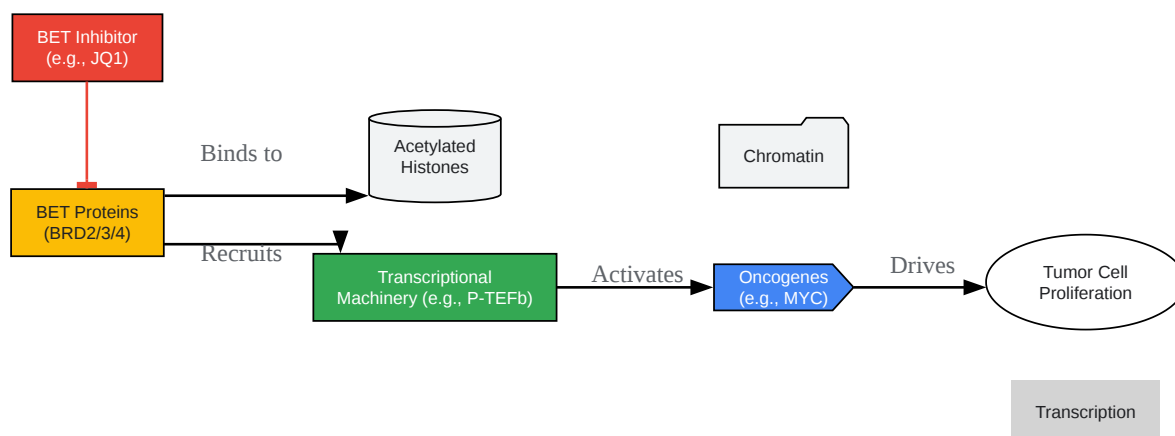 BET Inhibitor
(e.g., JQ1)
Binds to
Acetylated
Histones
Chromatin
BET Proteins
(BRD2/3/4)
Recruits
Transcriptional
Machinery (e.g., P-TEFb)
Activates
Oncogenes
(e.g., MYC)
Drives
Tumor Cell
Proliferation
Transcription